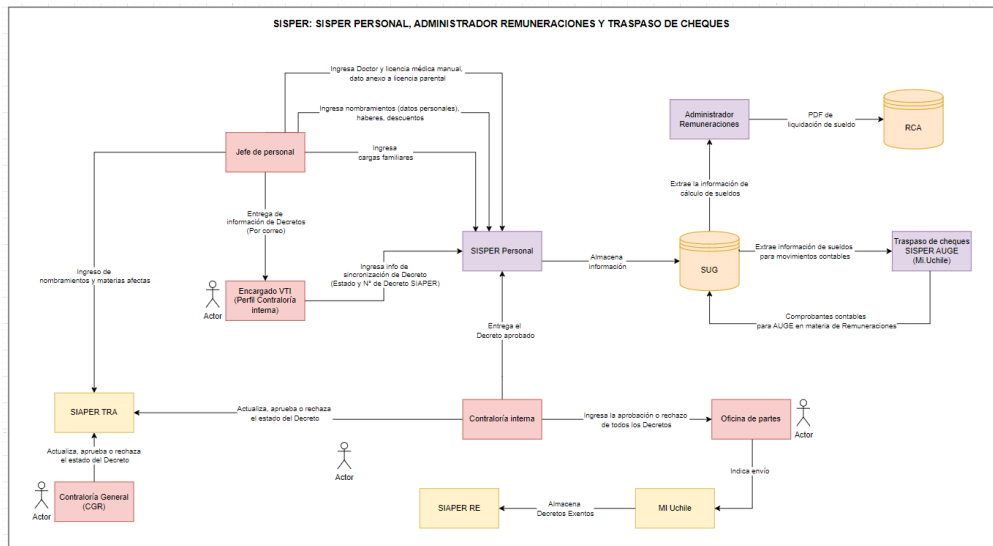 SISPER: SISPER PERSONAL, ADMINISTRADOR REMUNERACIONES Y TRASPASO DE CHEQUES
Ingresa Doctor y licencia médica manual,
dato anexo a licencia parental
Ingresa nombramientos (datos personales),
haberes, descuentos
Jefe de personal
Ingresa
cargas familiares
Administrador
Remuneraciones
PDF de
liquidación de sueldo
RCA
Extrae la información de
cálculo de sueldos
Entrega de
información de Decretos
(Por correo)
SISPER Personal
Almacena
información
SUG
Extrae información de sueldos
para movimientos contables
Traspaso de cheques
SISPER AUGE
(Mi.Uchile)
Ingreso de
nombramientos y materias afectas
Ingresa info de
sincronización de Decreto
(Estado y Nº de Decreto SIAPER)
Encargado VTI
(Perfil Contraloría
interna)
Actor
Comprobantes contables
para AUGE en materia de Remuneraciones
Entrega el
Decreto aprobado
SIAPER TRA
Actualiza, aprueba o rechaza
el estado del Decreto
Contraloría interna
Ingresa la aprobación o rechazo
de todos los Decretos
Oficina de partes
Actor
Actualiza, aprueba o rechaza
el estado del Decreto
Actor
Indica envío
Contraloría General
(CGR)
Actor
SIAPER RE
Almacena
Decretos Exentos
MI Uchile